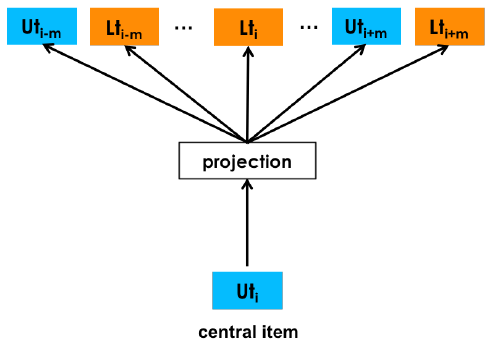 Ut_{i-m} Lt_{i-m} ... Lt_i ... Ut_{i+m} Lt_{i+m}
projection
Ut_i
central item